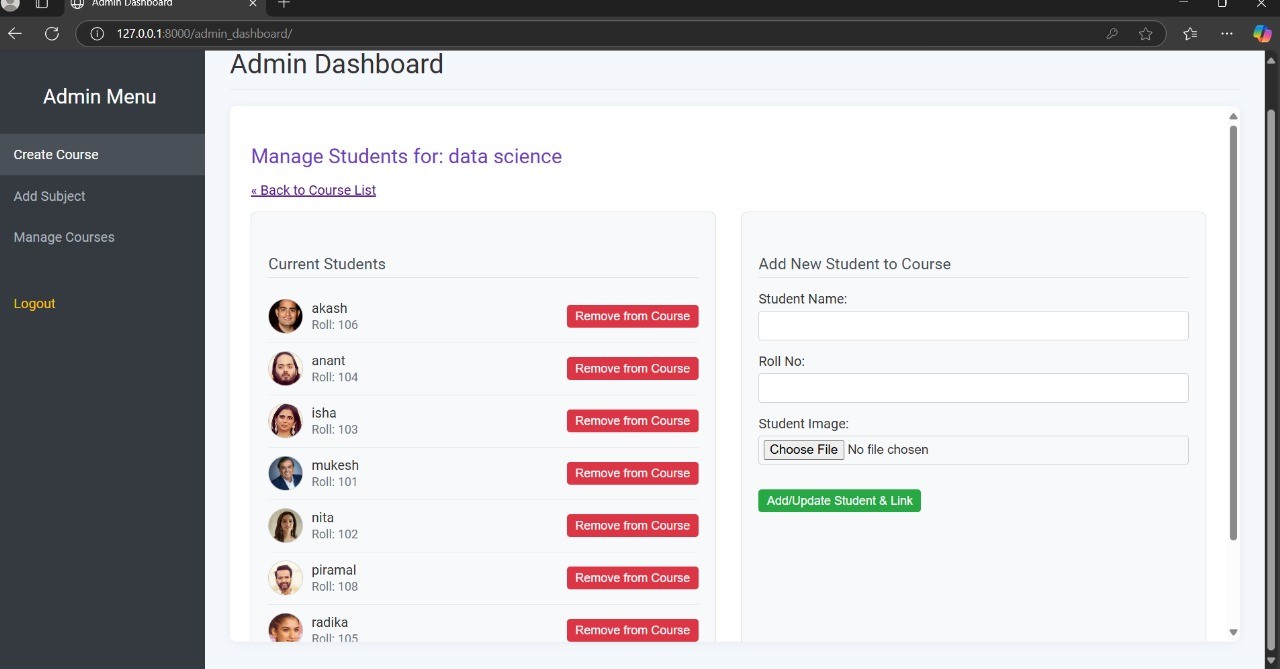 Admin Dashboard
127.0.0.1:8000/admin_dashboard/
Admin Menu
Create Course
Add Subject
Manage Courses
Logout
Admin Dashboard
Manage Students for: data science
« Back to Course List
Current Students
akash
Roll: 106
Remove from Course
anant
Roll: 104
Remove from Course
isha
Roll: 103
Remove from Course
mukesh
Roll: 101
Remove from Course
nita
Roll: 102
Remove from Course
piramal
Roll: 108
Remove from Course
radika
Roll: 105
Remove from Course
Add New Student to Course
Student Name:
Roll No:
Student Image:
Choose File No file chosen
Add/Update Student & Link